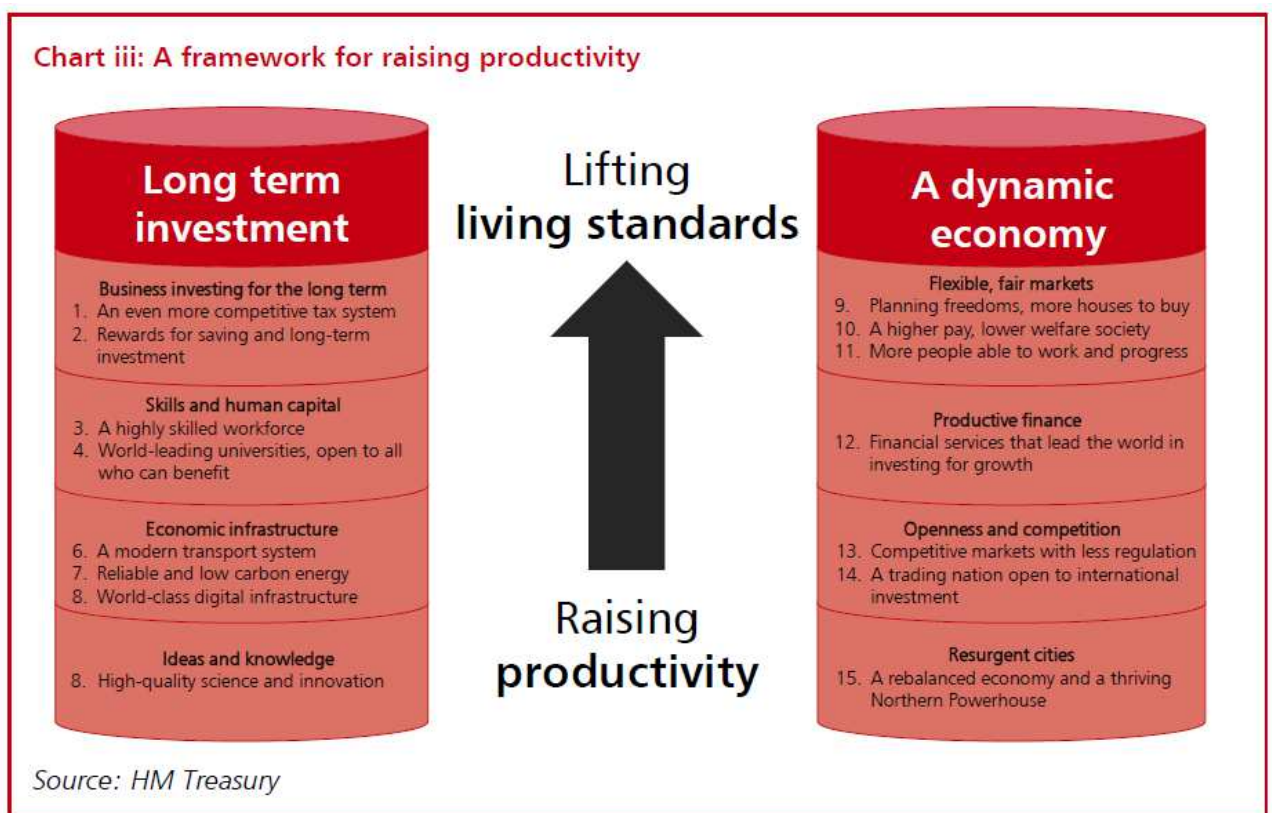 Chart iii: A framework for raising productivity
Long term
investment
Business investing for the long term
1. An even more competitive tax system
2. Rewards for saving and long-term
investment
Skills and human capital
3. A highly skilled workforce
4. World-leading universities, open to all
who can benefit
Economic infrastructure
6. A modern transport system
7. Reliable and low carbon energy
8. World-class digital infrastructure
Ideas and knowledge
8. High-quality science and innovation
Lifting
living standards
Raising
productivity
A dynamic
economy
Flexible, fair markets
9. Planning freedoms, more houses to buy
10. A higher pay, lower welfare society
11. More people able to work and progress
Productive finance
12. Financial services that lead the world in
investing for growth
Openness and competition
13. Competitive markets with less regulation
14. A trading nation open to international
investment
Resurgent cities
15. A rebalanced economy and a thriving
Northern Powerhouse
Source: HM Treasury